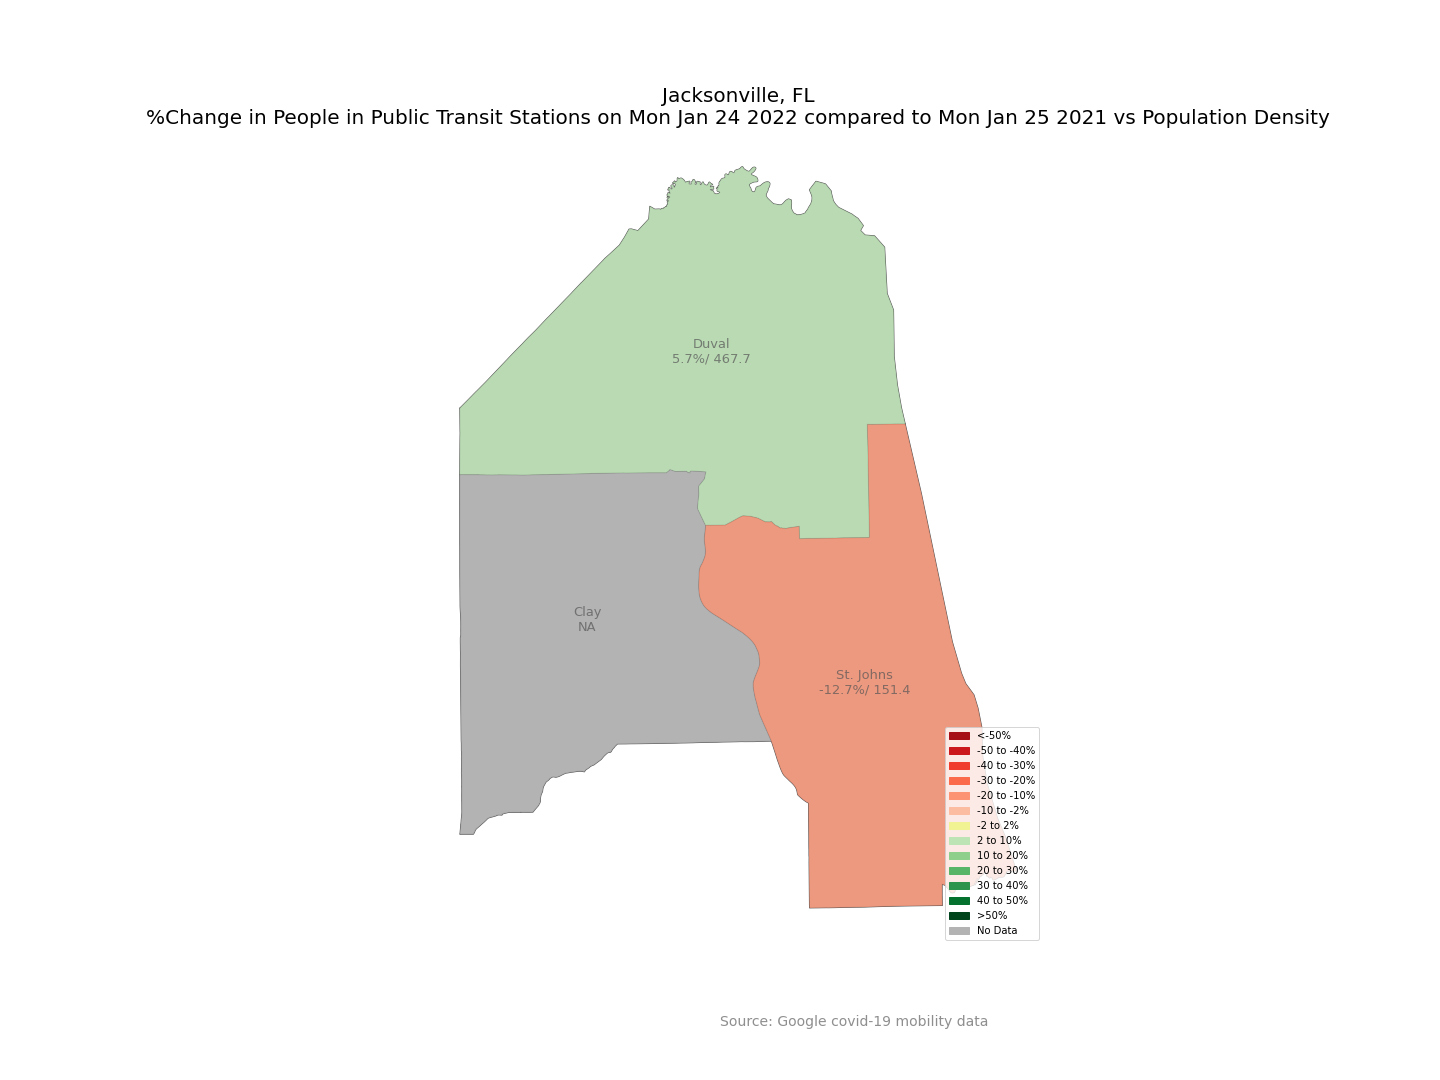 Jacksonville, FL
%Change in People in Public Transit Stations on Mon Jan 24 2022 compared to Mon Jan 25 2021 vs Population Density
Duval
5.7%/ 467.7
Clay
NA
St. Johns
-12.7%/ 151.4
<-50%
-50 to -40%
-40 to -30%
-30 to -20%
-20 to -10%
-10 to -2%
-2 to 2%
2 to 10%
10 to 20%
20 to 30%
30 to 40%
40 to 50%
>50%
No Data
Source: Google covid-19 mobility data